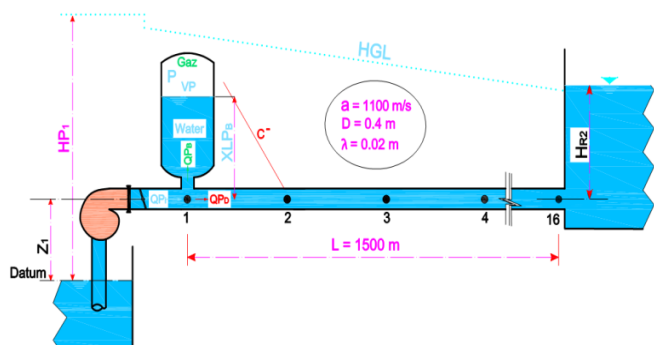 HGL
Gaz
P
VP
Water
QPB
XLPB
C-
a = 1100 m/s
D = 0.4 m
λ = 0.02 m
HP1
HR2
QPI
QPD
1
2
3
4
16
Z1
Datum
L = 1500 m